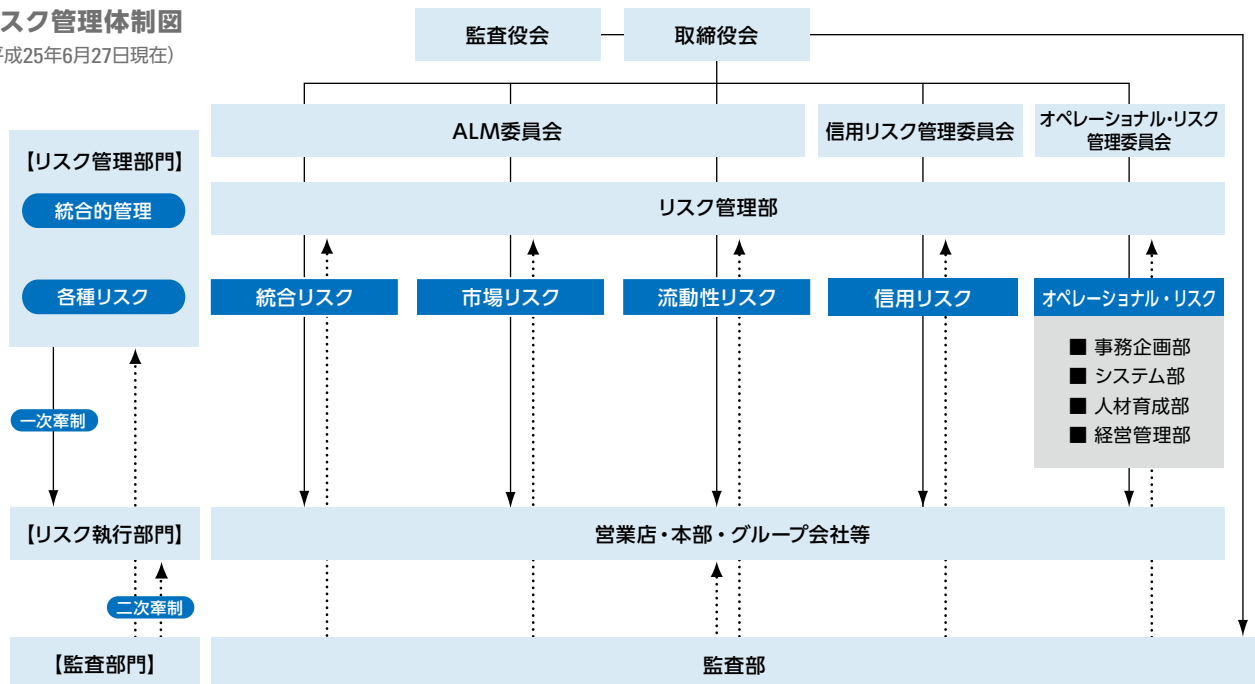 スク管理体制図
平成25年6月27日現在）
監査役会
取締役会
ALM委員会
信用リスク管理委員会
オペレーショナル・リスク
管理委員会
【リスク管理部門】
統合的管理
リスク管理部
各種リスク
統合リスク
市場リスク
流動性リスク
信用リスク
オペレーショナル・リスク
■ 事務企画部
■ システム部
■ 人材育成部
■ 経営管理部
一次牽制
【リスク執行部門】
営業店・本部・グループ会社等
二次牽制
【監査部門】
監査部